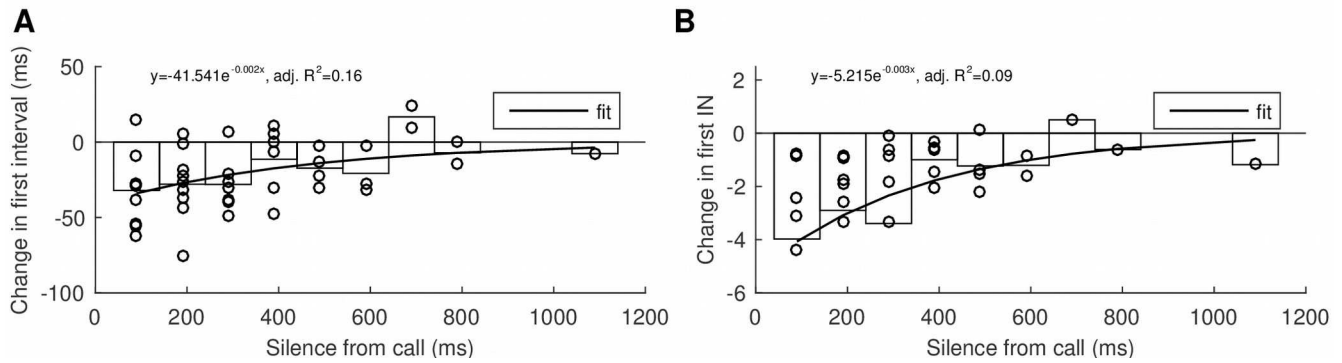 A
Change in first interval (ms)
50
0
-50
-100
y=-41.541e-0.002x, adj. R2=0.16
fit
0 200 400 600 800 1000 1200
Silence from call (ms)
B
Change in first IN
2
0
-2
-4
-6
y=-5.215e-0.003x, adj. R2=0.09
fit
0 200 400 600 800 1000 1200
Silence from call (ms)